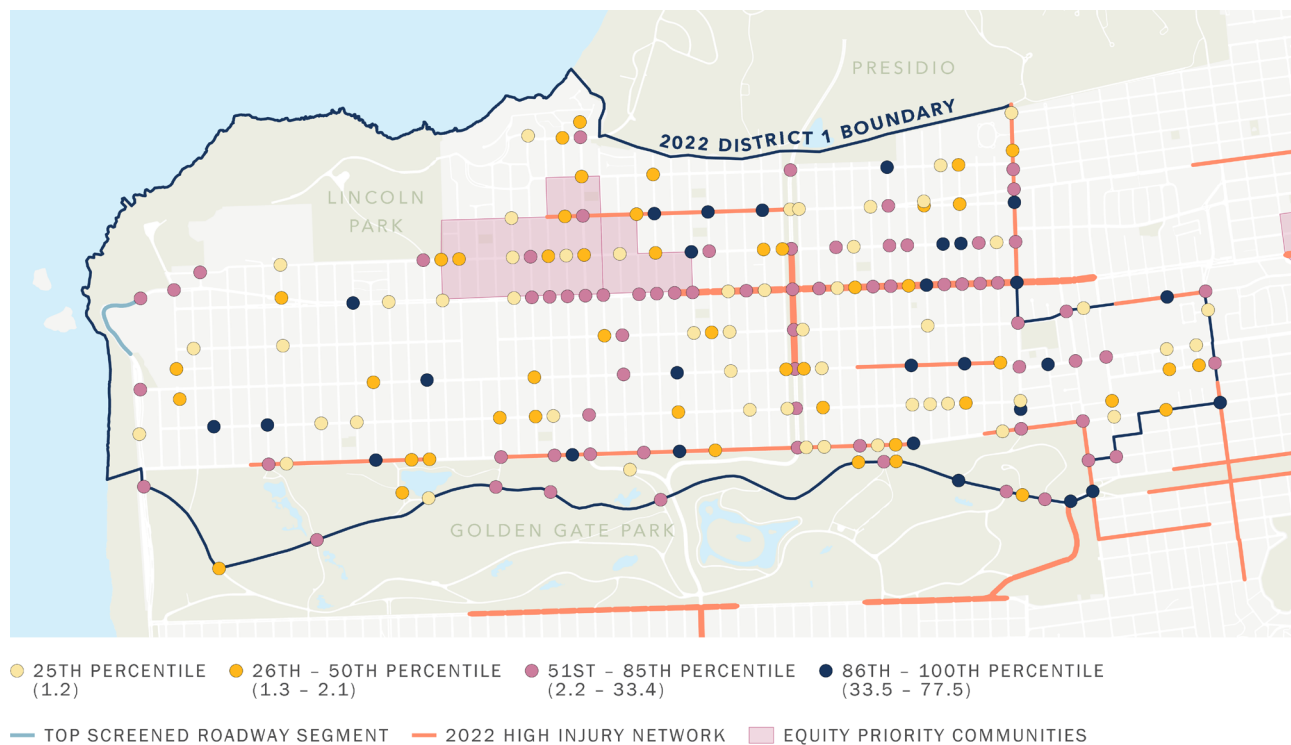 PRESIDIO
2022 DISTRICT 1 BOUNDARY
LINCOLN
PARK
GOLDEN GATE PARK
25TH PERCENTILE
(1.2)
26TH – 50TH PERCENTILE
(1.3 – 2.1)
51ST – 85TH PERCENTILE
(2.2 – 33.4)
86TH – 100TH PERCENTILE
(33.5 – 77.5)
TOP SCREENED ROADWAY SEGMENT
2022 HIGH INJURY NETWORK
EQUITY PRIORITY COMMUNITIES